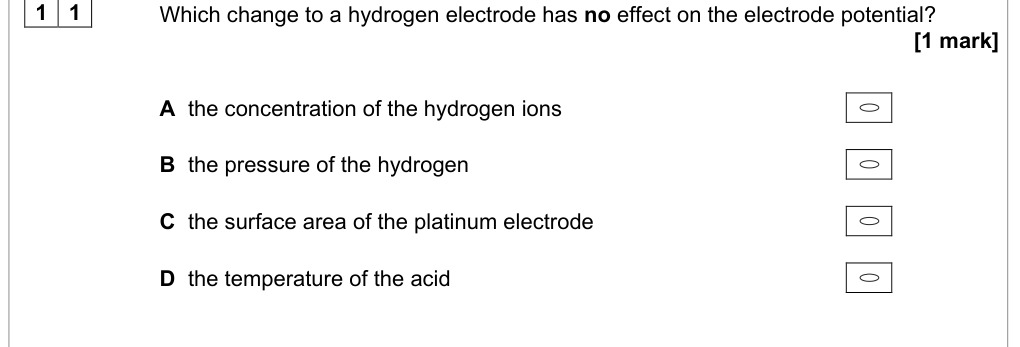 1 1 Which change to a hydrogen electrode has no effect on the electrode potential?
[1 mark]
A the concentration of the hydrogen ions
B the pressure of the hydrogen
C the surface area of the platinum electrode
D the temperature of the acid